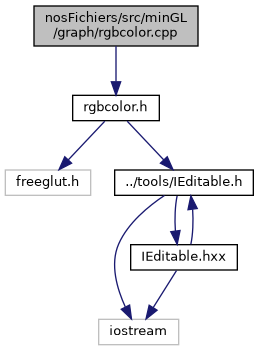 nosFichiers/src/minGL
/graph/rgbcolor.cpp
rgbcolor.h
freeglut.h
../tools/IEditable.h
IEditable.hxx
iostream